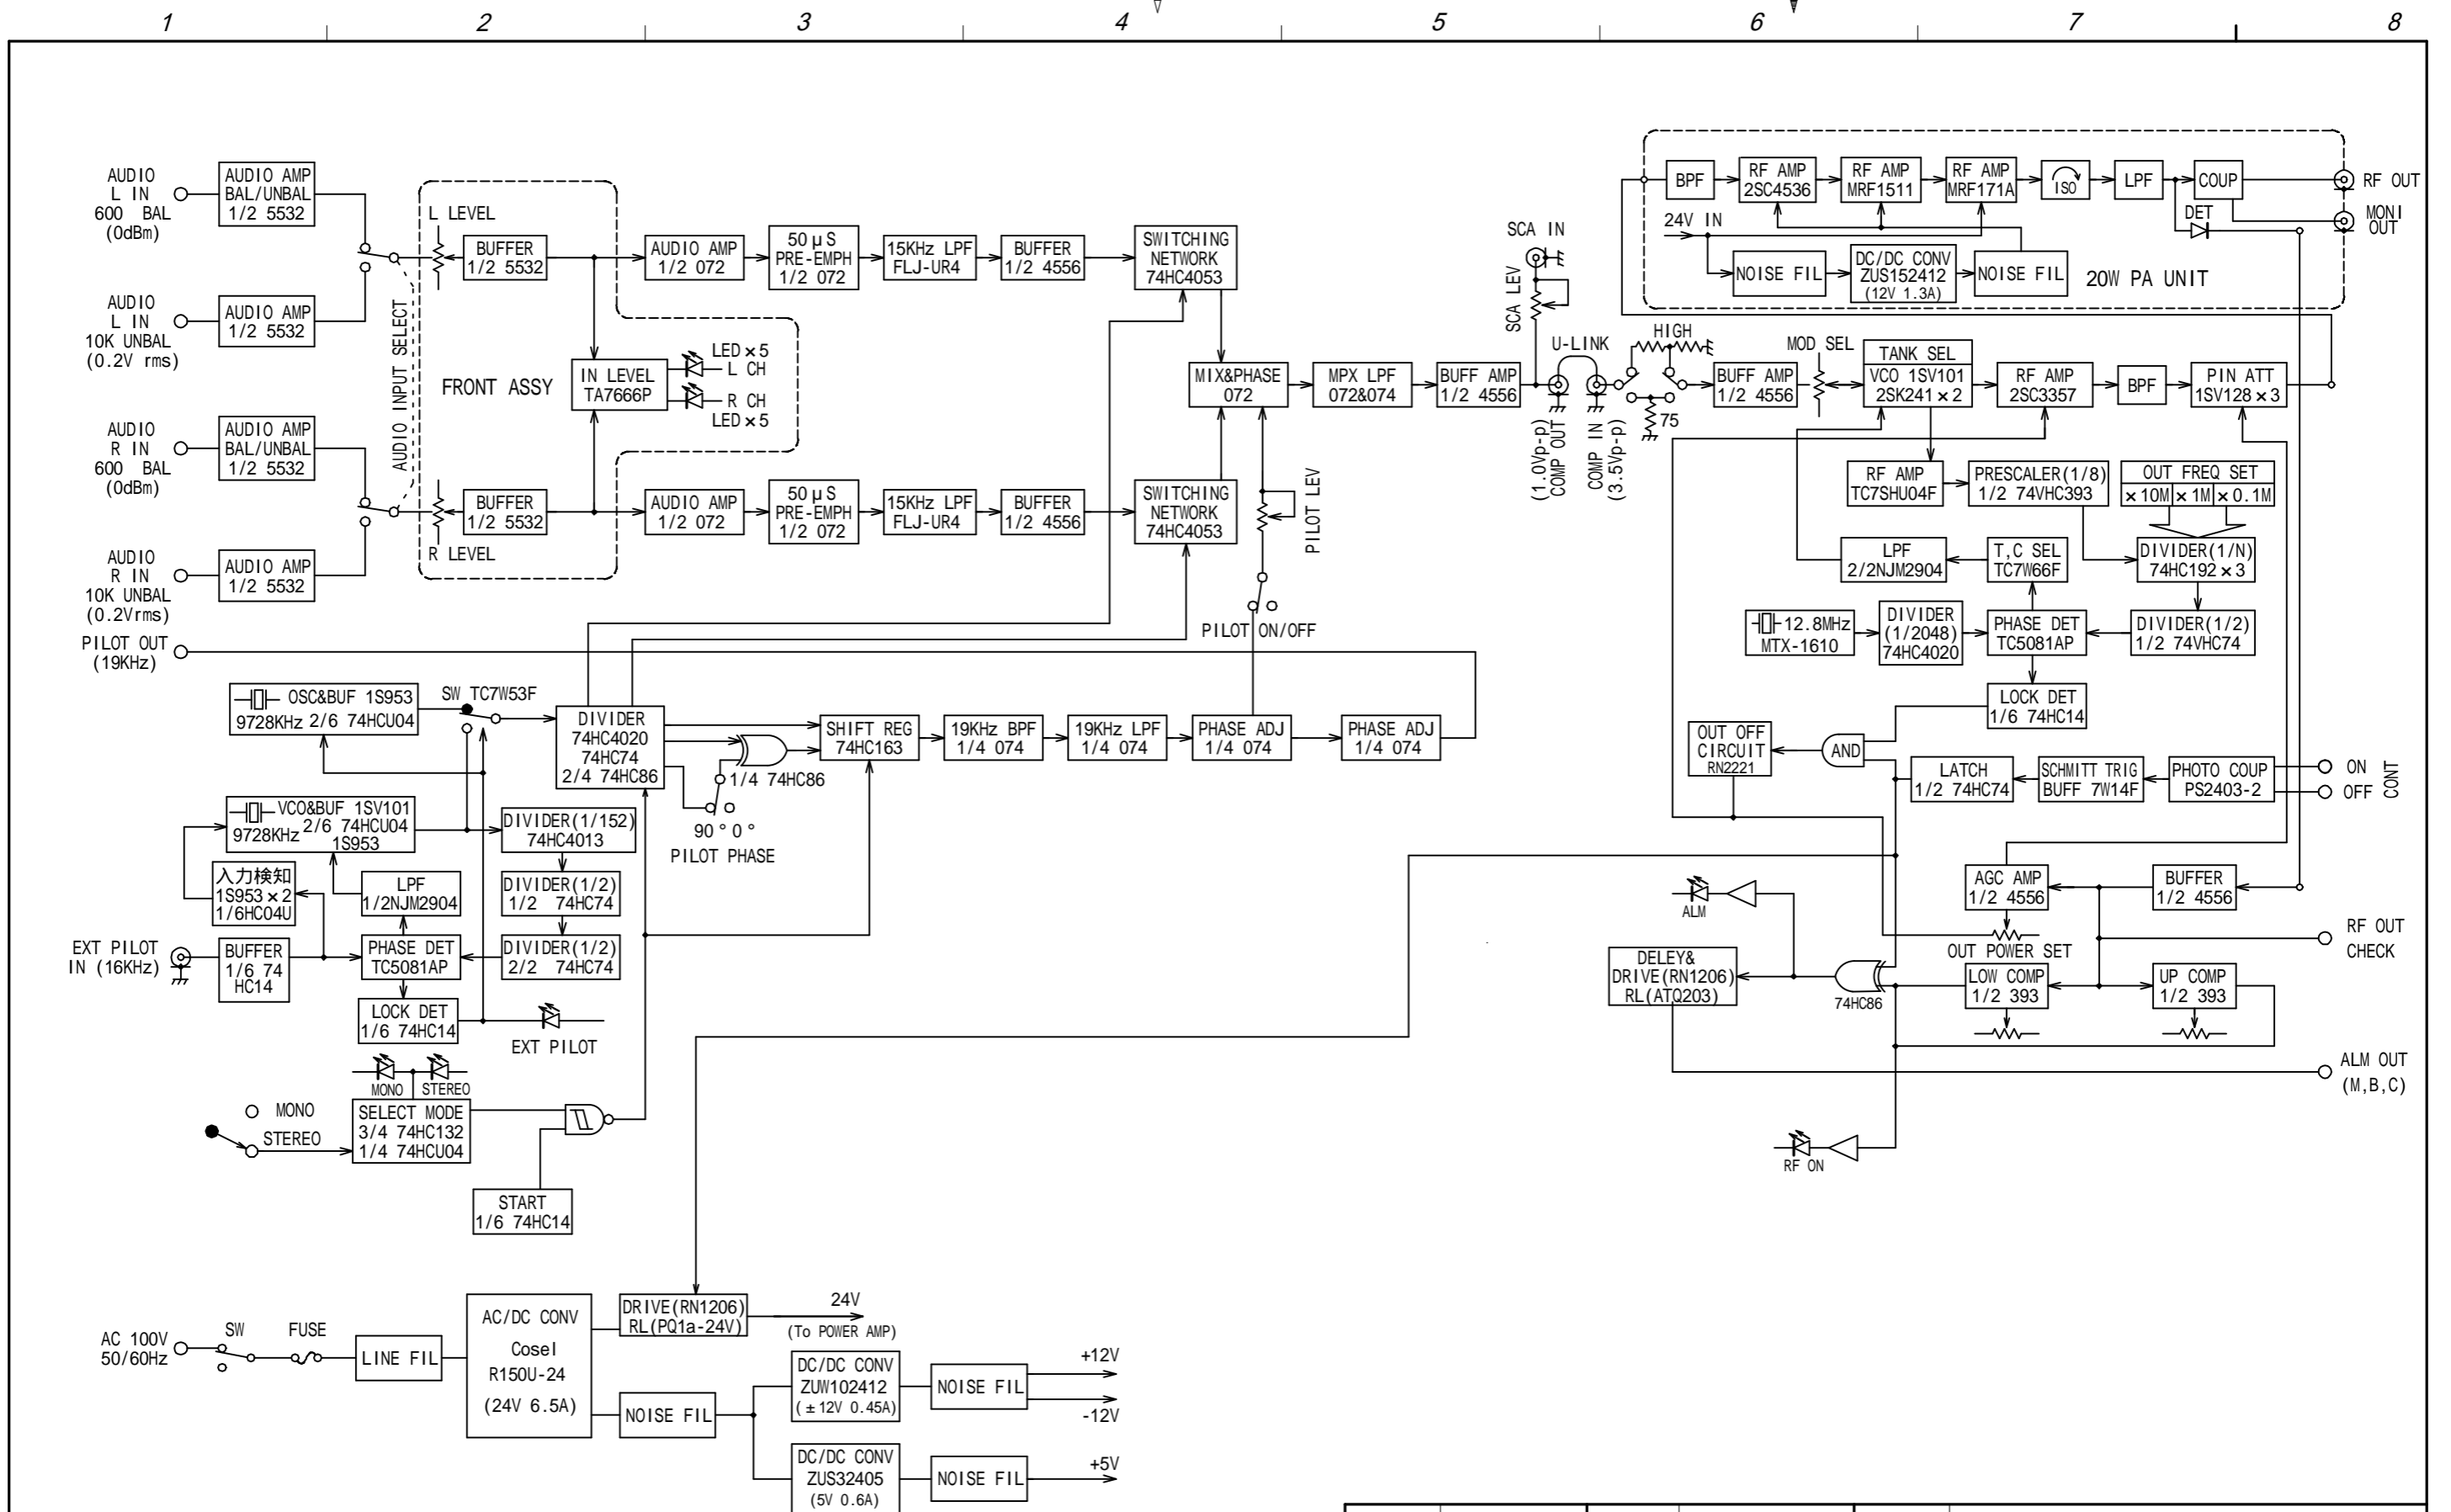 1 2 3 4 5 6 7 8
AUDIO
L IN
600 BAL
(0dBm)
AUDIO AMP
BAL/UNBAL
1/2 5532
AUDIO
L IN
10K UNBAL
(0.2V rms)
AUDIO AMP
1/2 5532
AUDIO
R IN
600 BAL
(0dBm)
AUDIO AMP
BAL/UNBAL
1/2 5532
AUDIO
R IN
10K UNBAL
(0.2Vrms)
AUDIO AMP
1/2 5532
AUDIO INPUT SELECT
L LEVEL
BUFFER
1/2 5532
FRONT ASSY
IN LEVEL
TA7666P
LED×5
L CH
R CH
LED×5
BUFFER
1/2 5532
R LEVEL
AUDIO AMP
1/2 072
50μS
PRE-EMPH
1/2 072
15KHz LPF
FLJ-UR4
BUFFER
1/2 4556
SWITCHING
NETWORK
74HC4053
AUDIO AMP
1/2 072
50μS
PRE-EMPH
1/2 072
15KHz LPF
FLJ-UR4
BUFFER
1/2 4556
SWITCHING
NETWORK
74HC4053
MIX&PHASE
072
MPX LPF
072&074
BUFF AMP
1/2 4556
PILOT LEV
PILOT ON/OFF
SCA IN
SCA LEV
U-LINK
(1.0Vp-p)
COMP OUT
COMP IN
(3.5Vp-p)
HIGH
75
BUFF AMP
1/2 4556
MOD SEL
TANK SEL
VCO 1SV101
2SK241×2
RF AMP
2SC3357
BPF
PIN ATT
1SV128×3
BPF
RF AMP
2SC4536
RF AMP
MRF1511
RF AMP
MRF171A
ISO
LPF
COUP
RF OUT
MONI
OUT
DET
24V IN
NOISE FIL
DC/DC CONV
ZUS152412
(12V 1.3A)
NOISE FIL
20W PA UNIT
RF AMP
TC7SHU04F
PRESCALER(1/8)
1/2 74VHC393
OUT FREQ SET
×10M ×1M ×0.1M
LPF
2/2NJM2904
T,C SEL
TC7W66F
DIVIDER(1/N)
74HC192×3
12.8MHz
MTX-1610
DIVIDER
(1/2048)
74HC4020
PHASE DET
TC5081AP
DIVIDER(1/2)
1/2 74VHC74
LOCK DET
1/6 74HC14
OUT OFF
CIRCUIT
RN2221
AND
LATCH
1/2 74HC74
SCHMITT TRIG
BUFF 7W14F
PHOTO COUP
PS2403-2
ON
OFF
CONT
PILOT OUT
(19KHz)
OSC&BUF 1S953
9728KHz 2/6 74HCU04
SW TC7W53F
DIVIDER
74HC4020
74HC74
2/4 74HC86
1/4 74HC86
90° 0°
PILOT PHASE
SHIFT REG
74HC163
19KHz BPF
1/4 074
19KHz LPF
1/4 074
PHASE ADJ
1/4 074
PHASE ADJ
1/4 074
VCO&BUF 1SV101
9728KHz 2/6 74HCU04
1S953
DIVIDER(1/152)
74HC4013
入力検知
1S953×2
1/6HC04U
LPF
1/2NJM2904
DIVIDER(1/2)
1/2 74HC74
EXT PILOT
IN (16KHz)
BUFFER
1/6 74
HC14
PHASE DET
TC5081AP
DIVIDER(1/2)
2/2 74HC74
LOCK DET
1/6 74HC14
EXT PILOT
MONO STEREO
MONO
STEREO
SELECT MODE
3/4 74HC132
1/4 74HCU04
START
1/6 74HC14
ALM
AGC AMP
1/2 4556
BUFFER
1/2 4556
OUT POWER SET
RF OUT
CHECK
DELEY&
DRIVE(RN1206)
RL(ATQ203)
74HC86
LOW COMP
1/2 393
UP COMP
1/2 393
ALM OUT
(M,B,C)
RF ON
AC 100V
50/60Hz
SW
FUSE
LINE FIL
AC/DC CONV
Cosel
R150U-24
(24V 6.5A)
DRIVE(RN1206)
RL(PQ1a-24V)
24V
(To POWER AMP)
NOISE FIL
DC/DC CONV
ZUW102412
(±12V 0.45A)
NOISE FIL
+12V
-12V
DC/DC CONV
ZUS32405
(5V 0.6A)
NOISE FIL
+5V